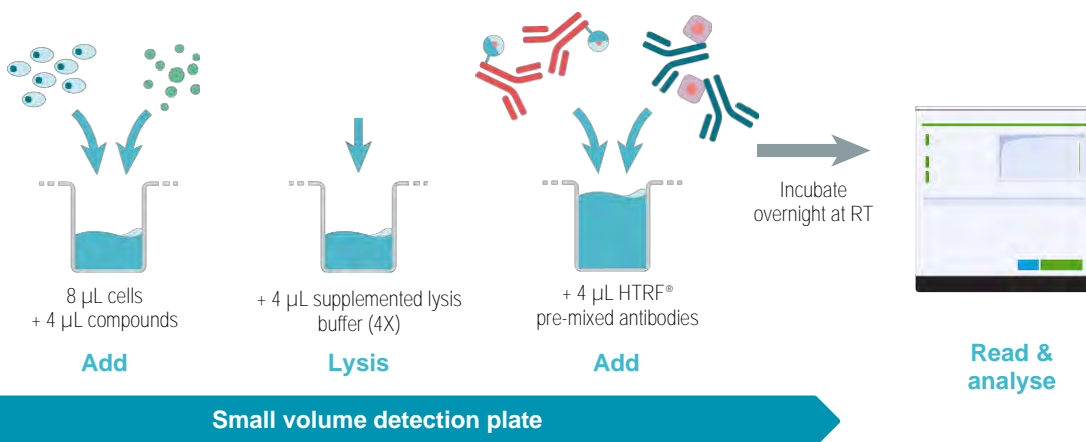 Incubate
overnight at RT
8 µL cells
+ 4 µL compounds
+ 4 µL supplemented lysis
buffer (4X)
+ 4 µL HTRF®
pre-mixed antibodies
Add
Lysis
Add
Read &
analyse
Small volume detection plate